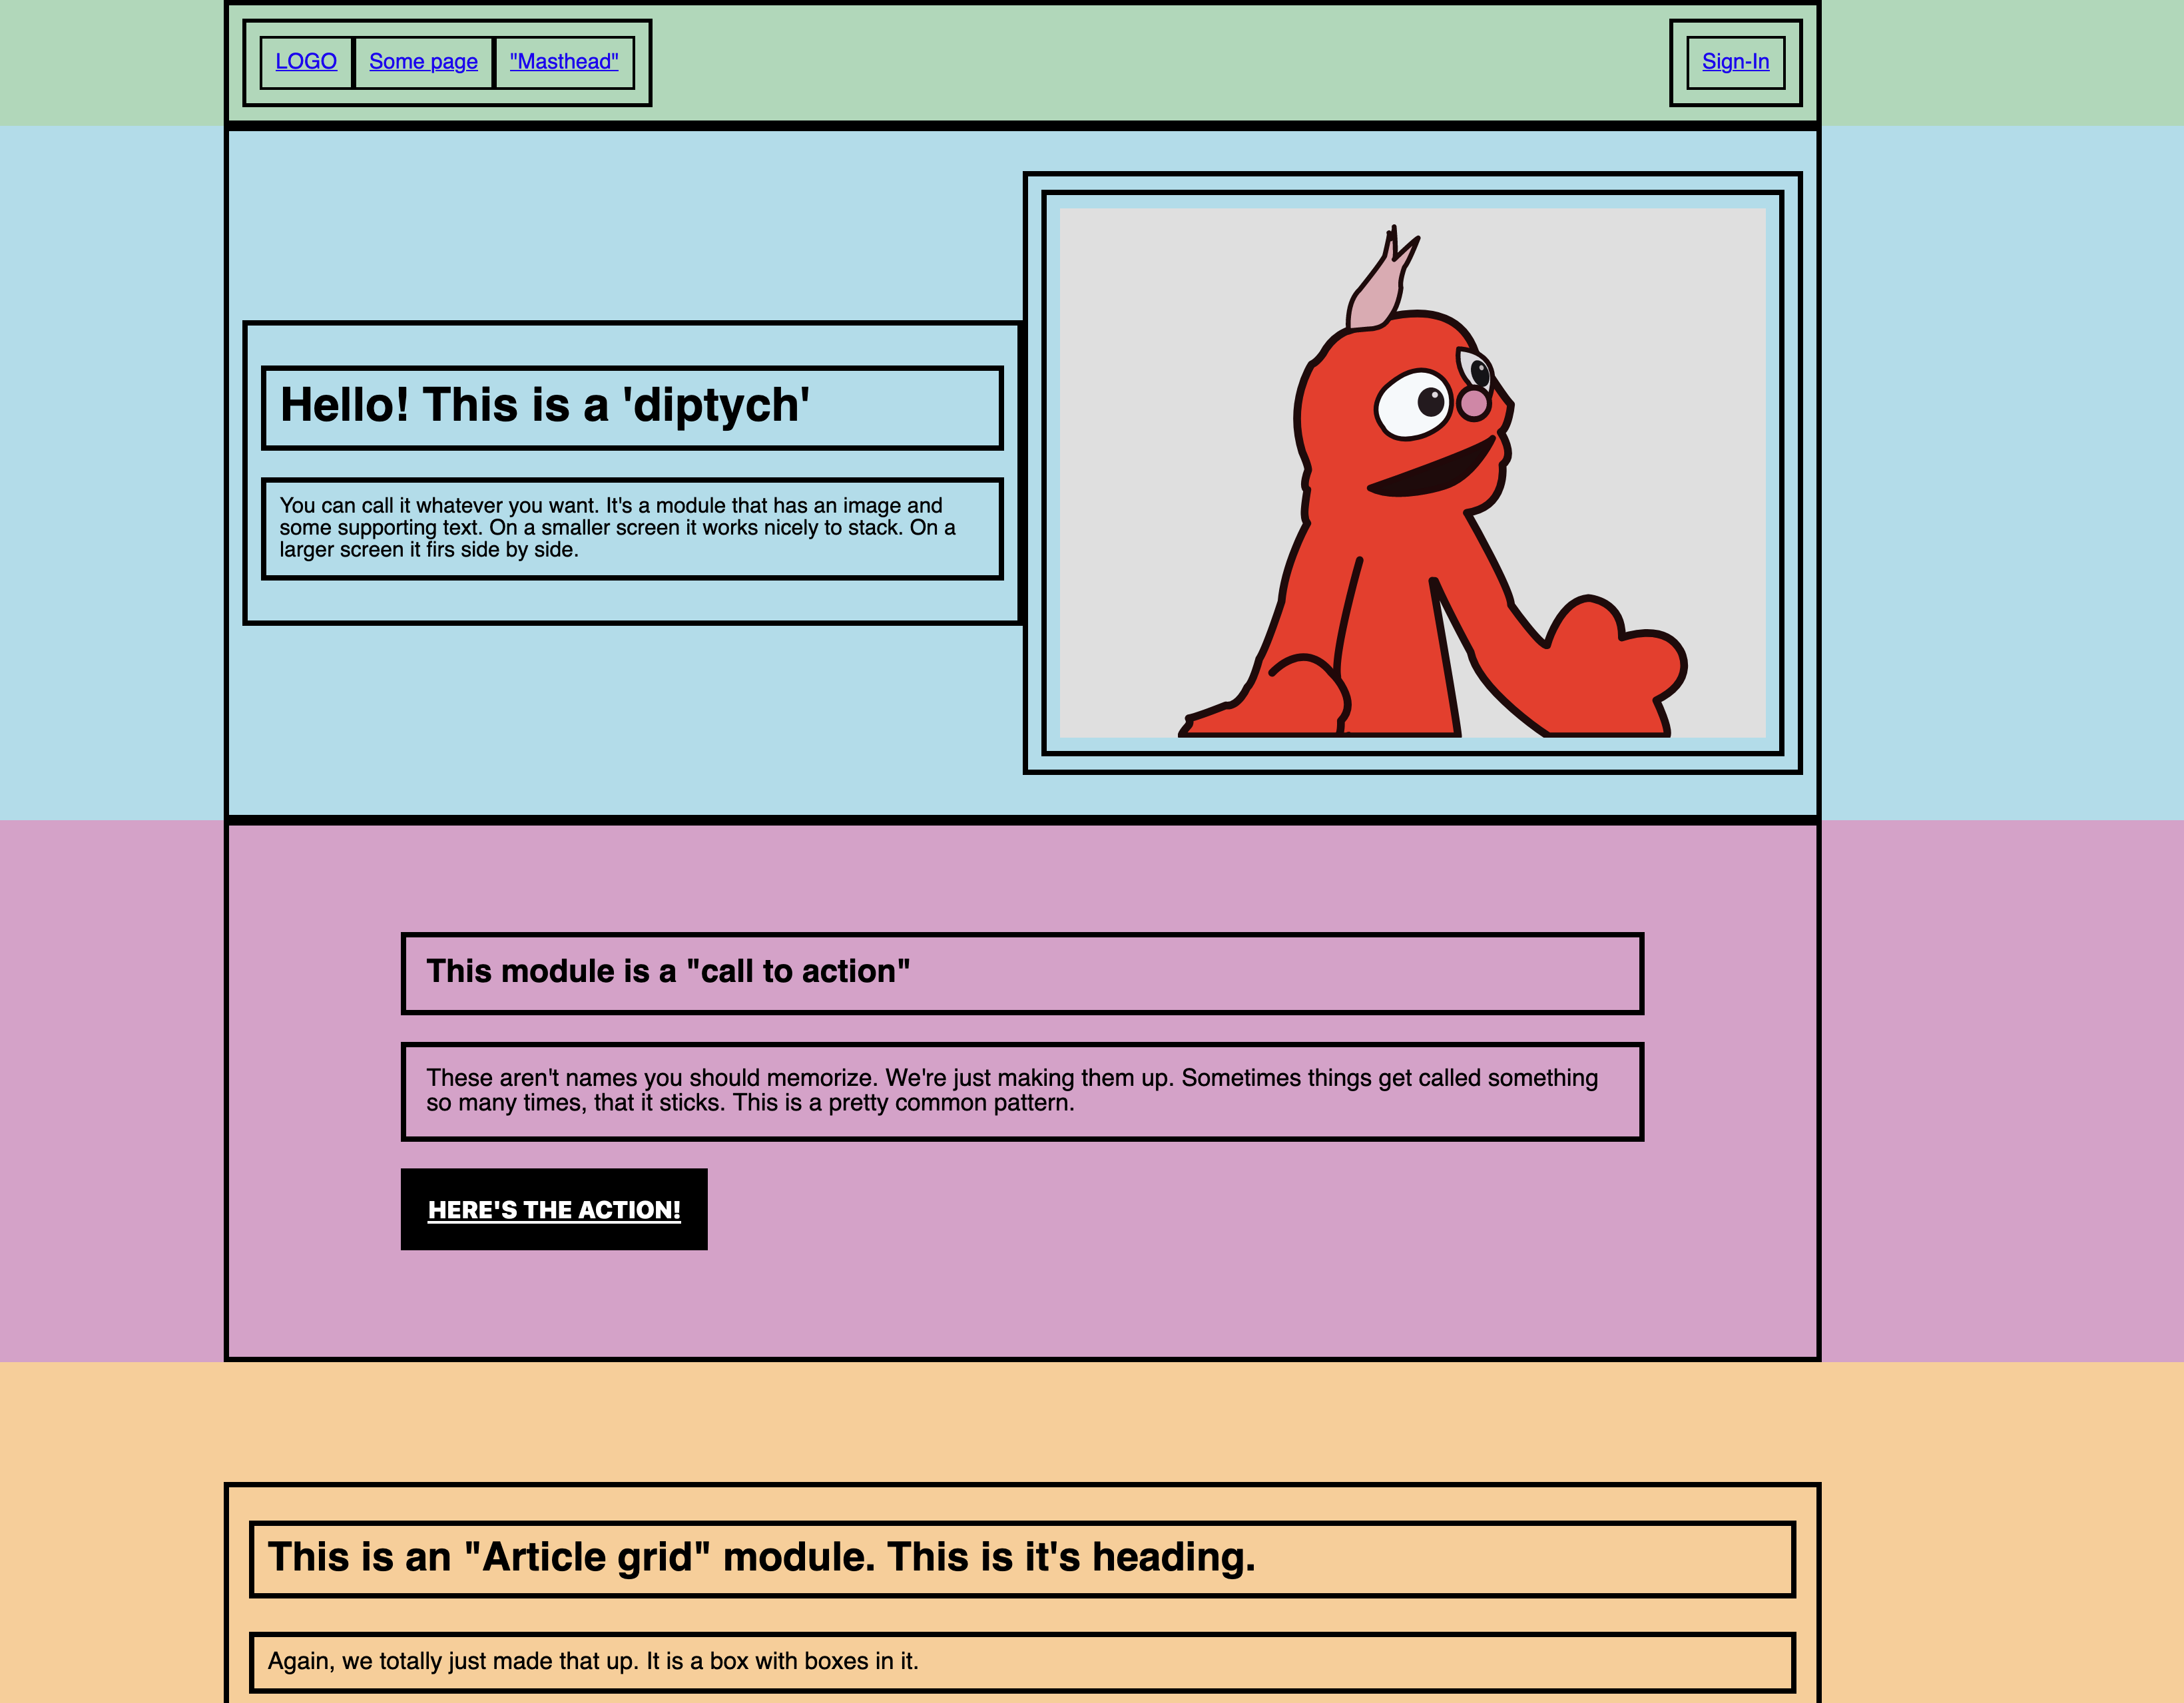 LOGO Some page "Masthead" Sign-In
Hello! This is a 'diptych'
You can call it whatever you want. It's a module that has an image and
some supporting text. On a smaller screen it works nicely to stack. On a
larger screen it firs side by side.
This module is a "call to action"
These aren't names you should memorize. We're just making them up. Sometimes things get called something
so many times, that it sticks. This is a pretty common pattern.
HERE'S THE ACTION!
This is an "Article grid" module. This is it's heading.
Again, we totally just made that up. It is a box with boxes in it.